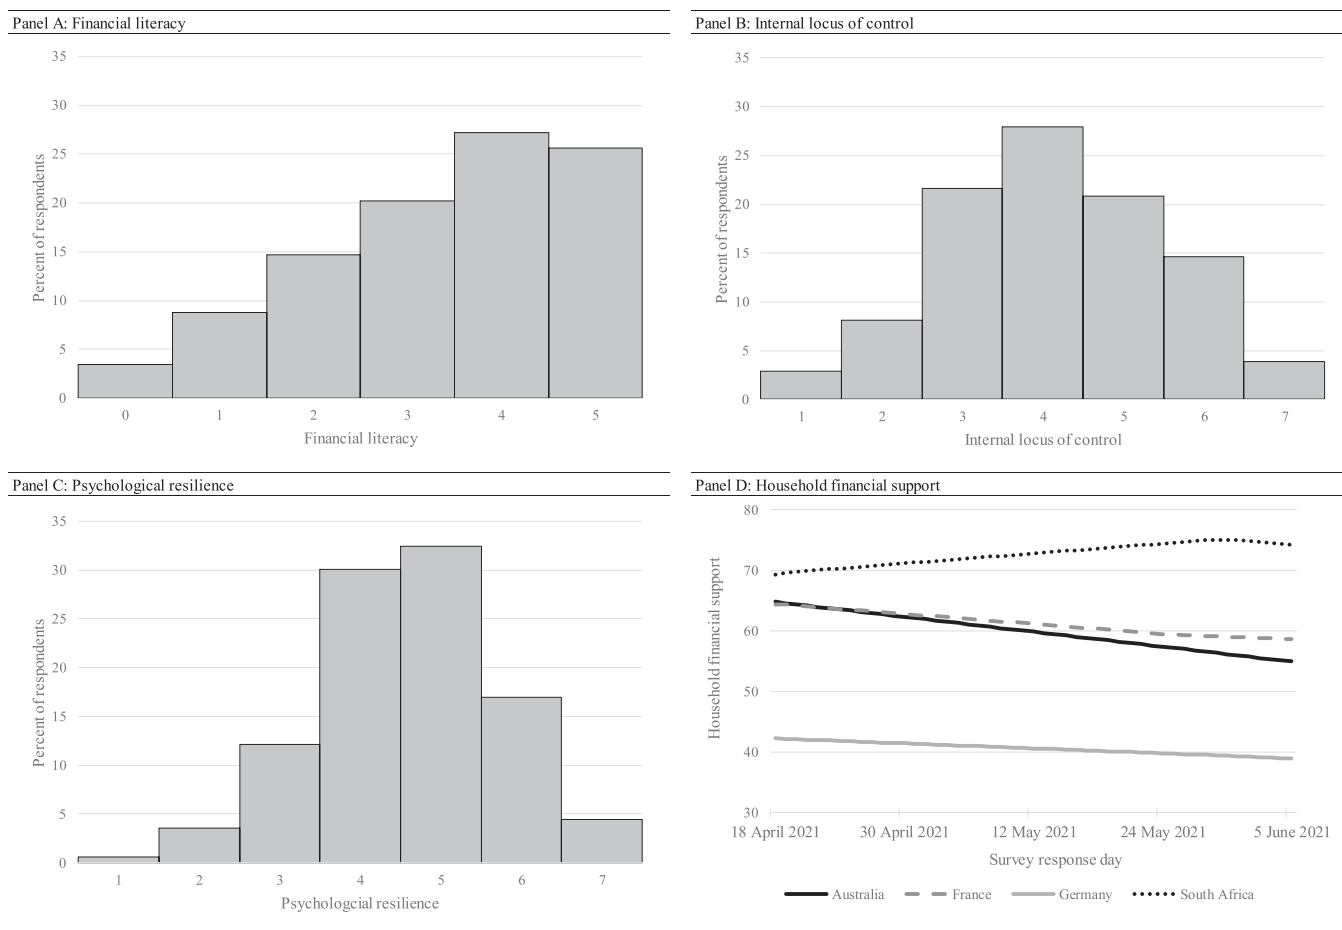 Panel A: Financial literacy
35
30
25
20
15
10
5
0
Percent of respondents
0 1 2 3 4 5
Financial literacy
Panel B: Internal locus of control
35
30
25
20
15
10
5
0
Percent of respondents
1 2 3 4 5 6 7
Internal locus of control
Panel C: Psychological resilience
35
30
25
20
15
10
5
0
Percent of respondents
1 2 3 4 5 6 7
Psychologcial resilience
Panel D: Household financial support
80
70
60
50
40
30
Household financial support
18 April 2021 30 April 2021 12 May 2021 24 May 2021 5 June 2021
Survey response day
Australia France Germany South Africa